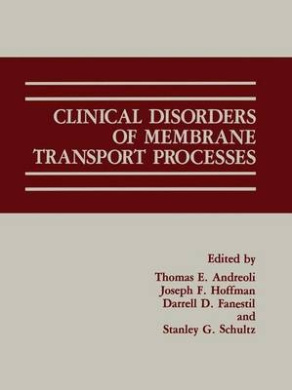 CLINICAL DISORDERS
OF MEMBRANE
TRANSPORT PROCESSES
Edited by
Thomas E. Andreoli
Joseph F. Hoffman
Darrell D. Fanestil
and
Stanley G. Schultz